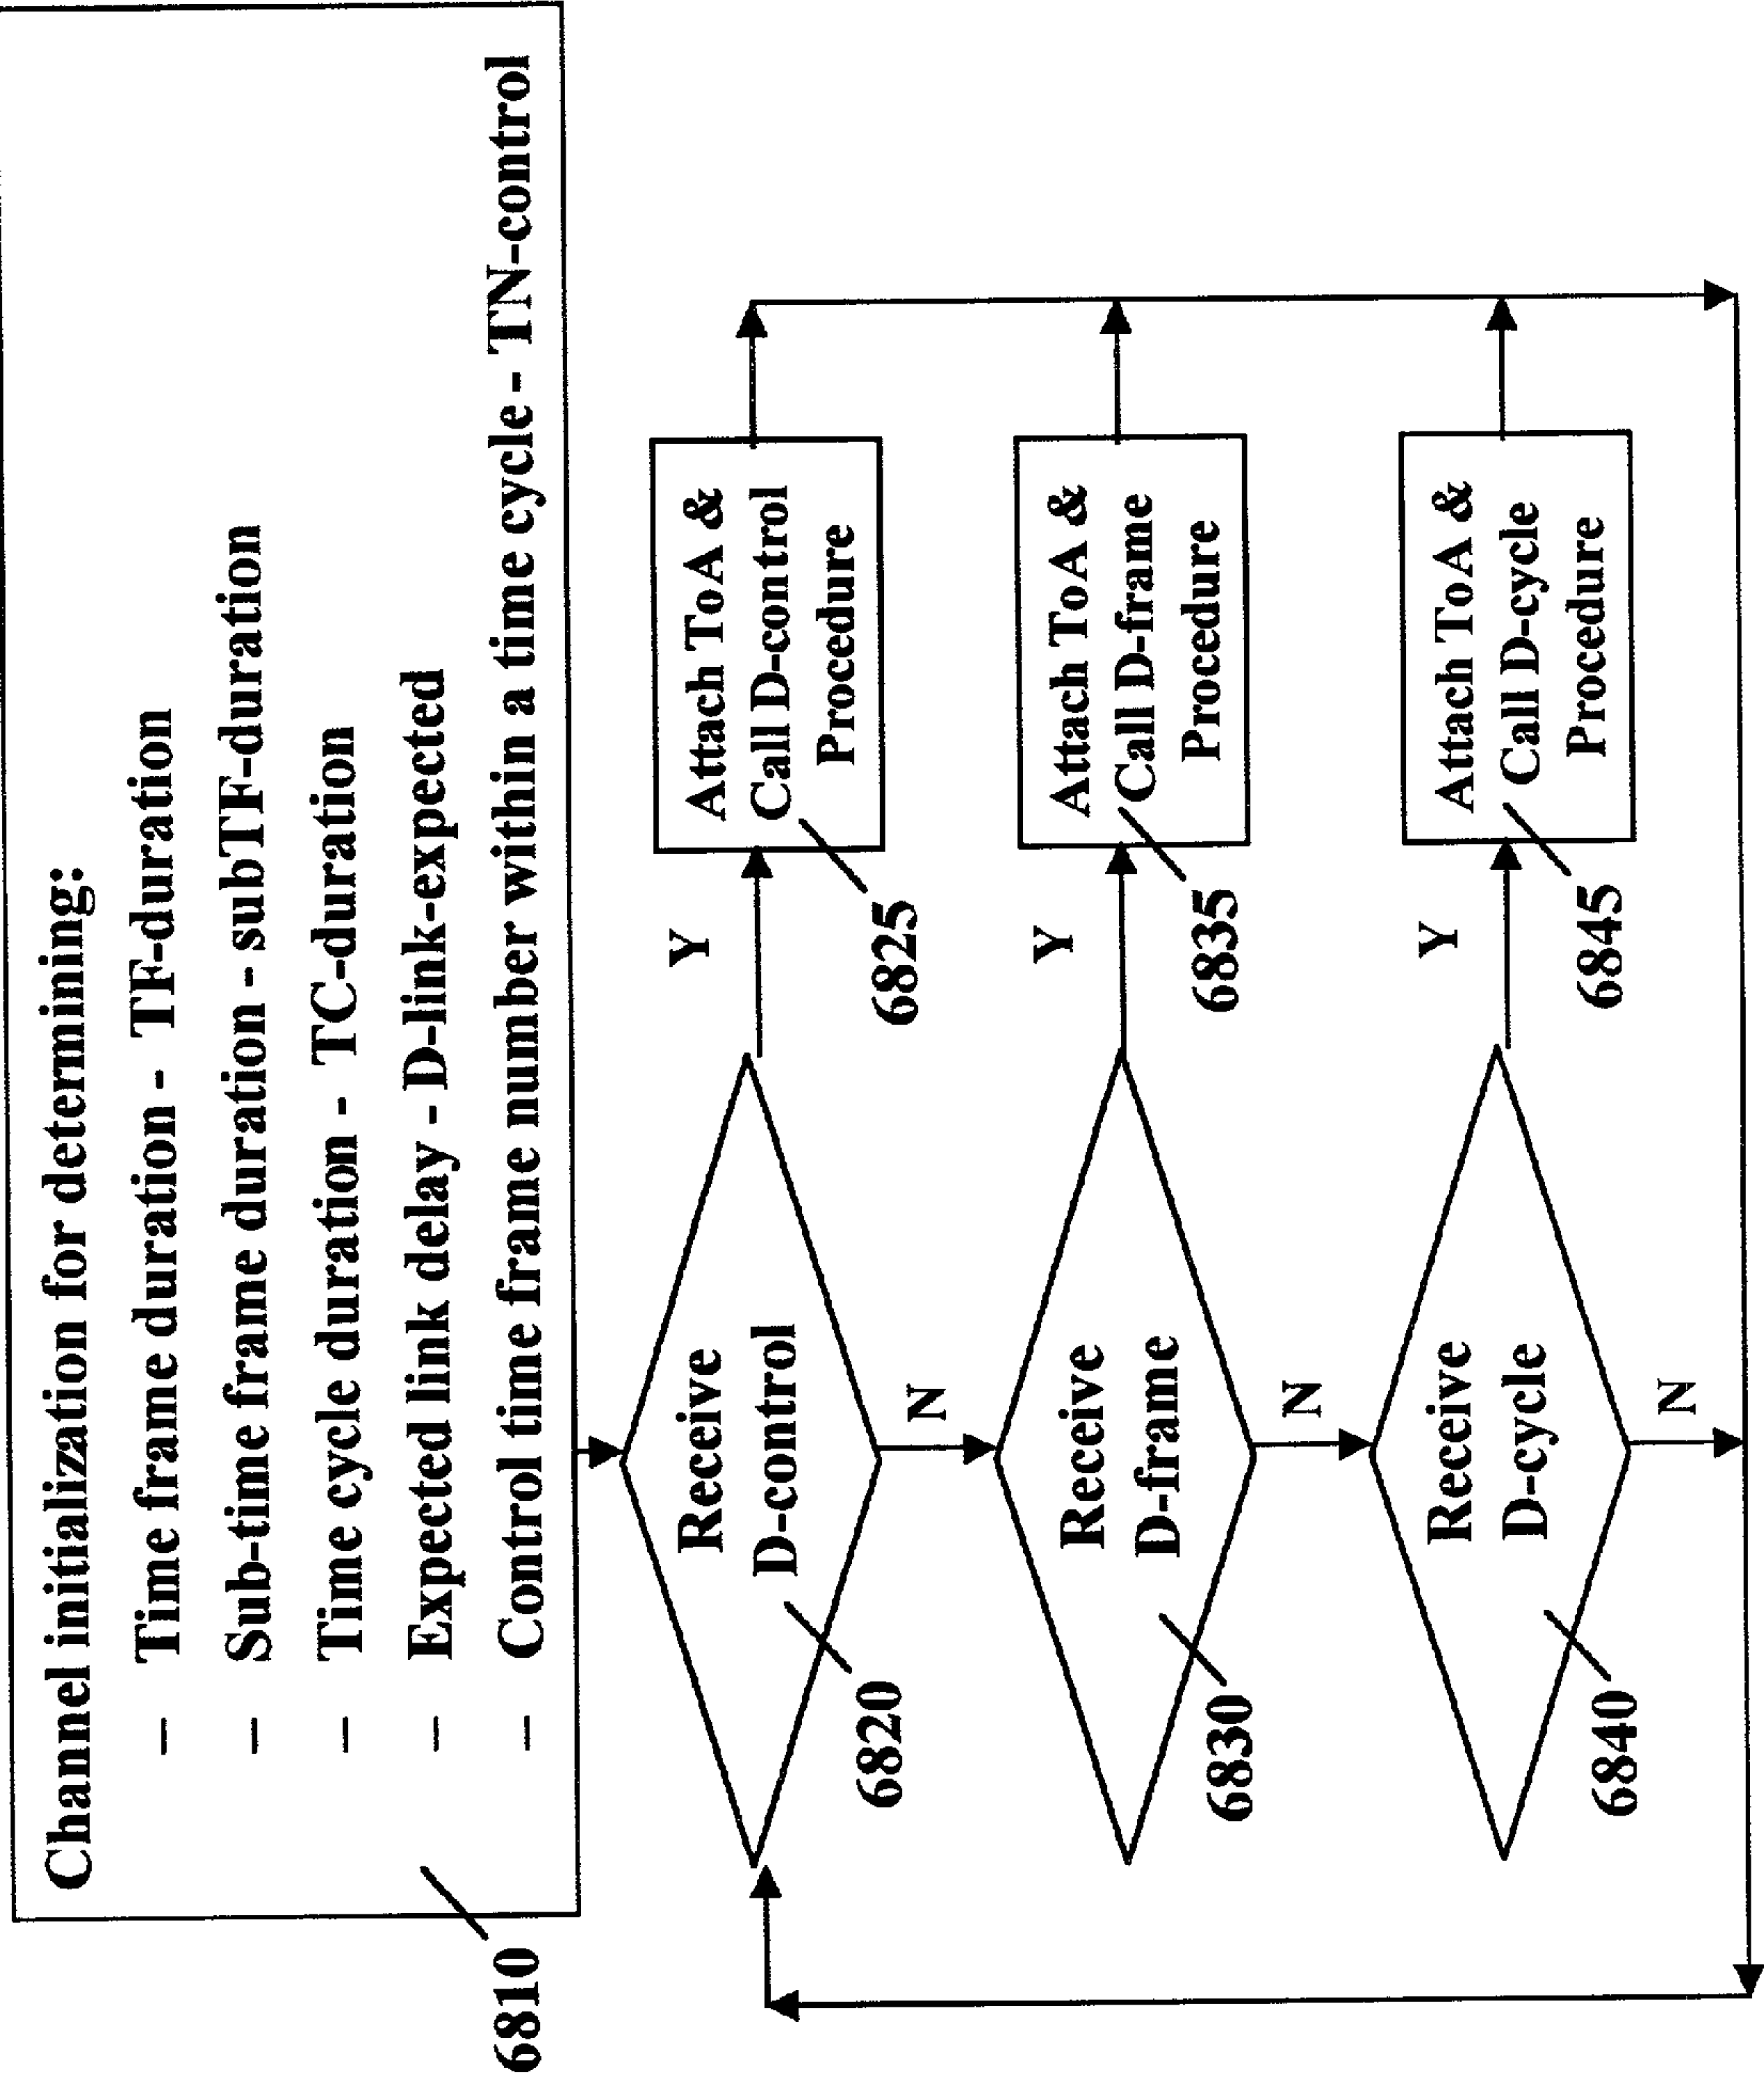 Channel initialization for determining:
– Time frame duration - TF-duration
– Sub-time frame duration - subTF-duration
– Time cycle duration - TC-duration
– Expected link delay - D-link-expected
– Control time frame number within a time cycle - TN-control
6810
Receive
D-control
6820
Y
Attach ToA &
Call D-control
Procedure
6825
N
Receive
D-frame
6830
Y
Attach ToA &
Call D-frame
Procedure
6835
N
Receive
D-cycle
6840
Y
Attach ToA &
Call D-cycle
Procedure
6845
N